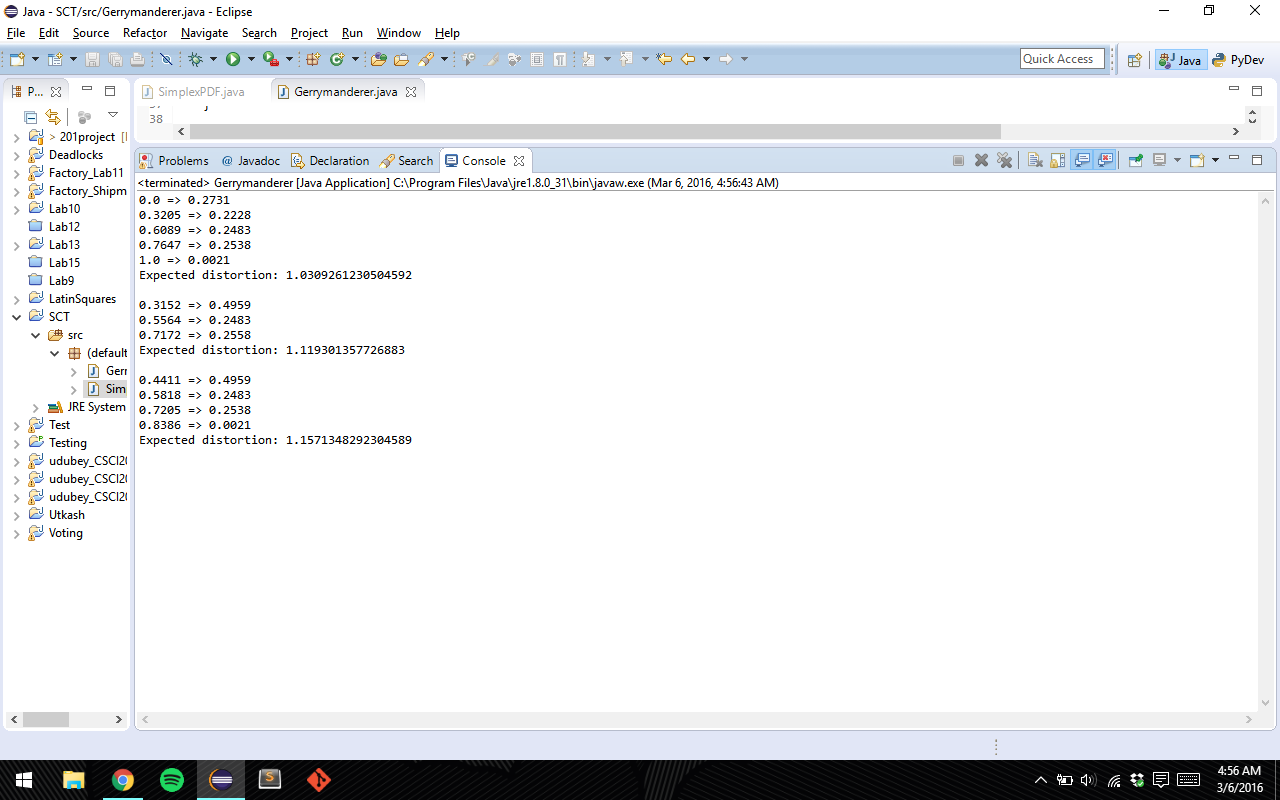 Java - SCT/src/Gerrymanderer.java - Eclipse
File Edit Source Refactor Navigate Search Project Run Window Help
Quick Access Java PyDev
P... SimplexPDF.java Gerrymanderer.java
38
> 201project
Deadlocks
Factory_Lab11
Factory_Shipm
Lab10
Lab12
Lab13
Lab15
Lab9
LatinSquares
SCT
src
(default
Gerr
Sim
JRE System
Test
Testing
udubey_CSCI20
udubey_CSCI20
udubey_CSCI20
Utkash
Voting
Problems @ Javadoc Declaration Search Console
<terminated> Gerrymanderer [Java Application] C:\Program Files\Java\jre1.8.0_31\bin\javaw.exe (Mar 6, 2016, 4:56:43 AM)
0.0 => 0.2731
0.3205 => 0.2228
0.6089 => 0.2483
0.7647 => 0.2538
1.0 => 0.0021
Expected distortion: 1.0309261230504592
0.3152 => 0.4959
0.5564 => 0.2483
0.7172 => 0.2558
Expected distortion: 1.119301357726883
0.4411 => 0.4959
0.5818 => 0.2483
0.7205 => 0.2538
0.8386 => 0.0021
Expected distortion: 1.1571348292304589
4:56 AM
3/6/2016